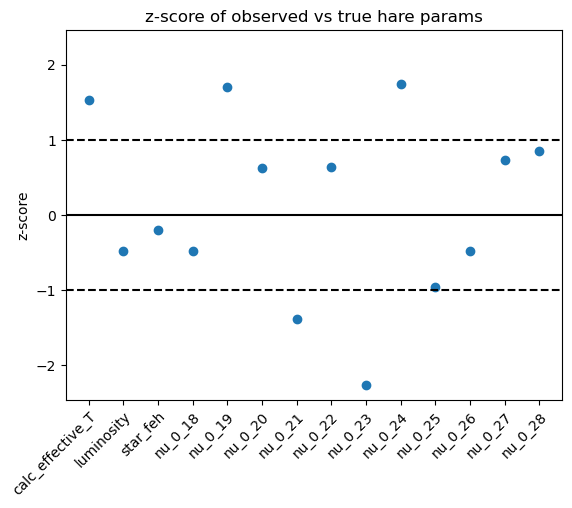 z-score of observed vs true hare params
z-score
2
1
0
−1
−2
calc_effective_T
luminosity
star_feh
nu_0_18
nu_0_19
nu_0_20
nu_0_21
nu_0_22
nu_0_23
nu_0_24
nu_0_25
nu_0_26
nu_0_27
nu_0_28